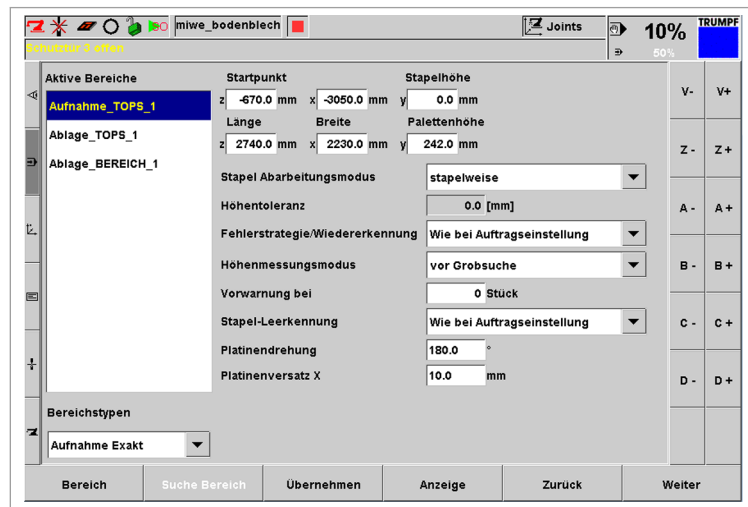 miwe_bodenblech
Joints
10%
TRUMPF
Schutztür 3 offen
50%
Aktive Bereiche
Startpunkt
Stapelhöhe
Aufnahme_TOPS_1
Ablage_TOPS_1
Ablage_BEREICH_1
z -670.0 mm x -3050.0 mm y 0.0 mm
Länge Breite Palettenhöhe
z 2740.0 mm x 2230.0 mm y 242.0 mm
Stapel Abarbeitungsmodus stapelweise
Höhentoleranz 0.0 [mm]
Fehlerstrategie/Wiedererkennung Wie bei Auftragseinstellung
Höhenmessungsmodus vor Grobsuche
Vorwarnung bei 0 Stück
Stapel-Leerkennung Wie bei Auftragseinstellung
Platinendrehung 180.0 °
Platinenversatz X 10.0 mm
Bereichstypen
Aufnahme Exakt
V- V+
Z- Z+
A- A+
B- B+
C- C+
D- D+
Bereich Suche Bereich Übernehmen Anzeige Zurück Weiter